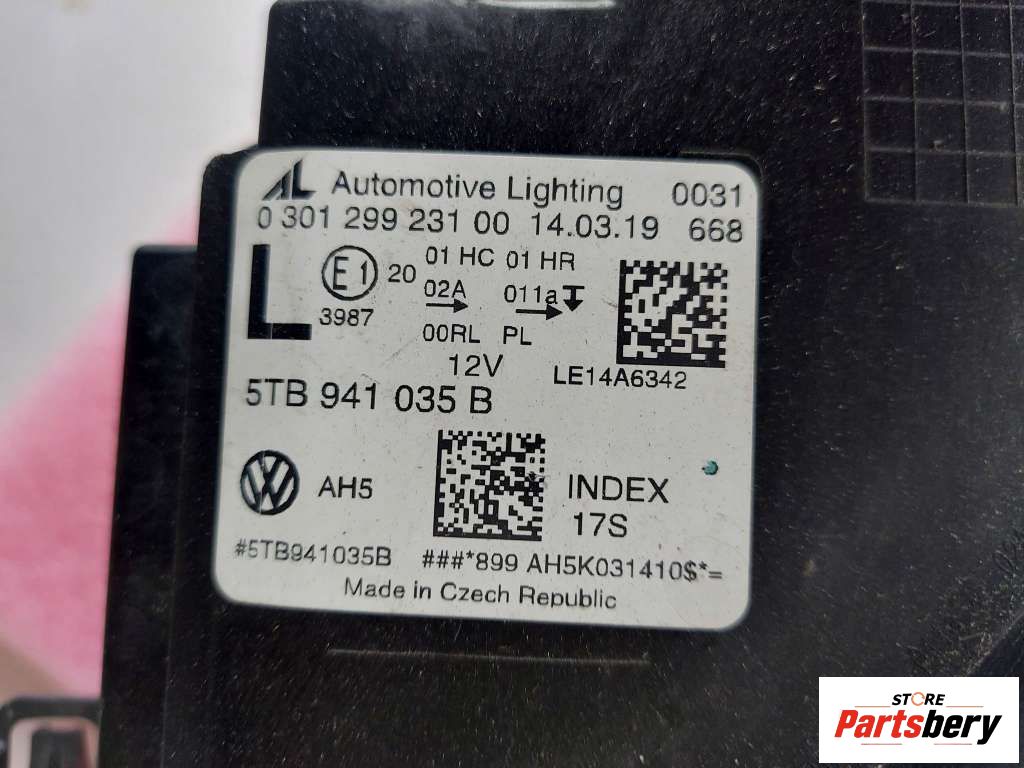 AL Automotive Lighting 0031
0 301 299 231 00 14.03.19 668
L E1 20 01 HC 01 HR
3987 02A 011a
00RL PL
12V LE14A6342
5TB 941 035 B
VW AH5 INDEX
17S
#5TB941035B ###*899 AH5K031410$*=
Made in Czech Republic
STORE
Partsbery